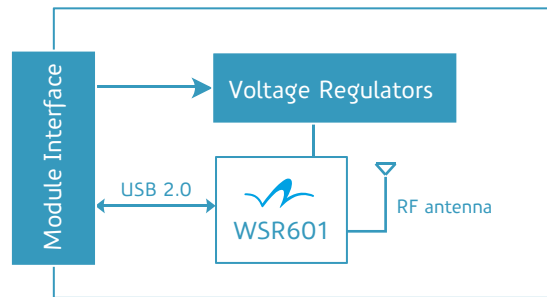 Module Interface
Voltage Regulators
USB 2.0
WSR601
RF antenna